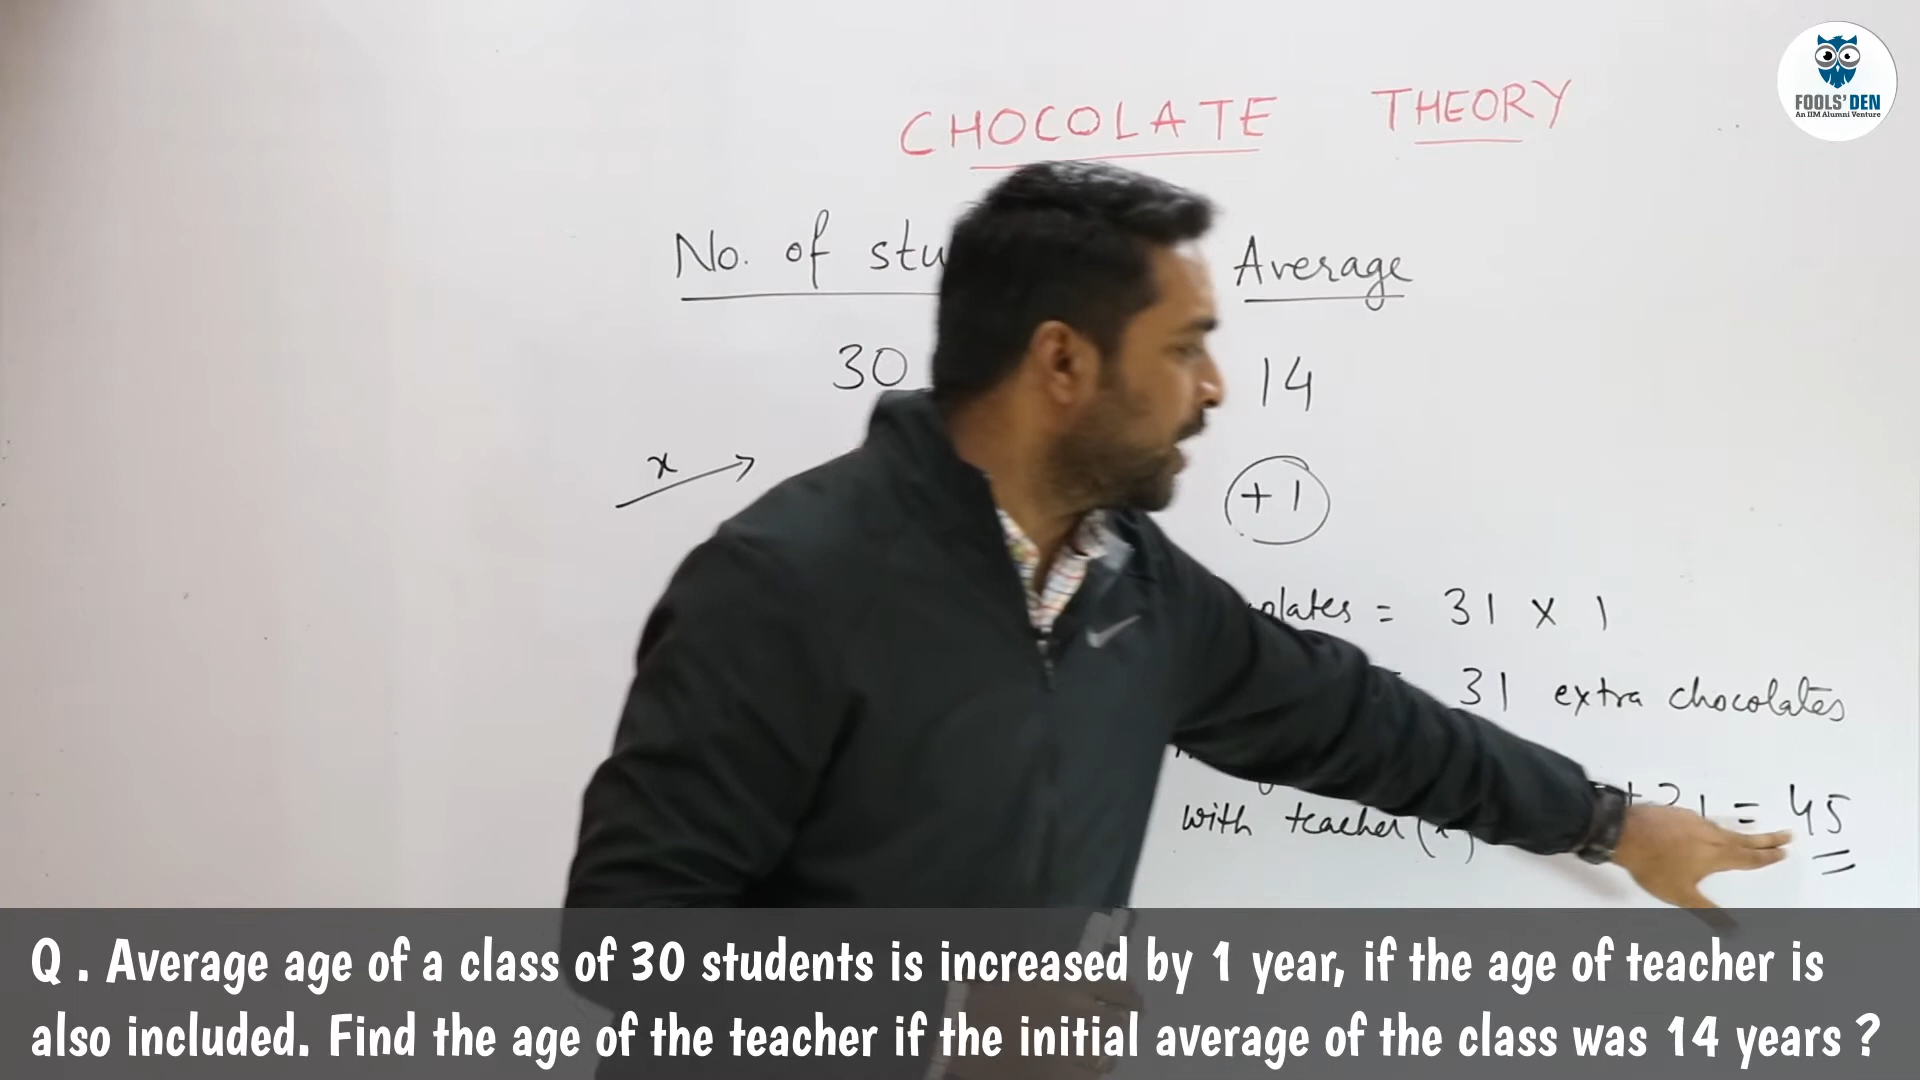 CHOCOLATE THEORY
FOOLS' DEN
An IIM Alumni Venture
No. of Average
30 14
x
+1
= 31 x 1
31 extra chocolates
= 45
with teacher
Q . Average age of a class of 30 students is increased by 1 year, if the age of teacher is
also included. Find the age of the teacher if the initial average of the class was 14 years ?